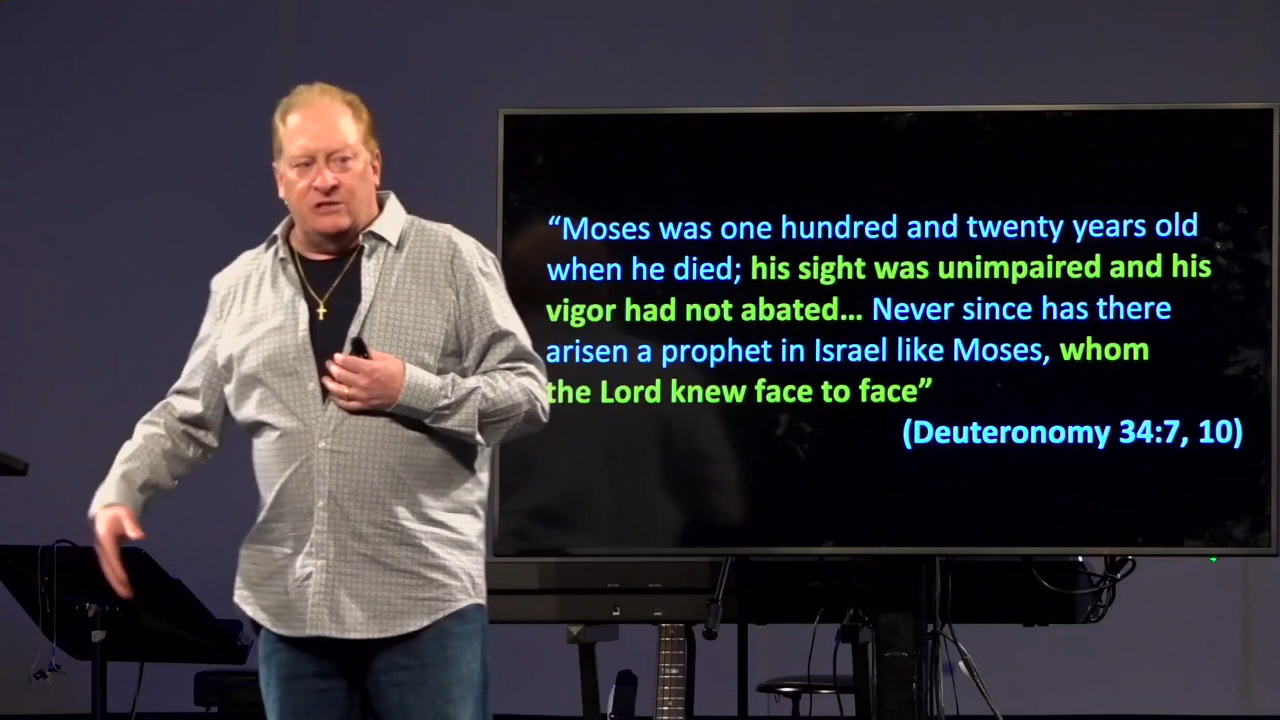 “Moses was one hundred and twenty years old
when he died; his sight was unimpaired and his
vigor had not abated... Never since has there
arisen a prophet in Israel like Moses, whom
the Lord knew face to face”
(Deuteronomy 34:7, 10)